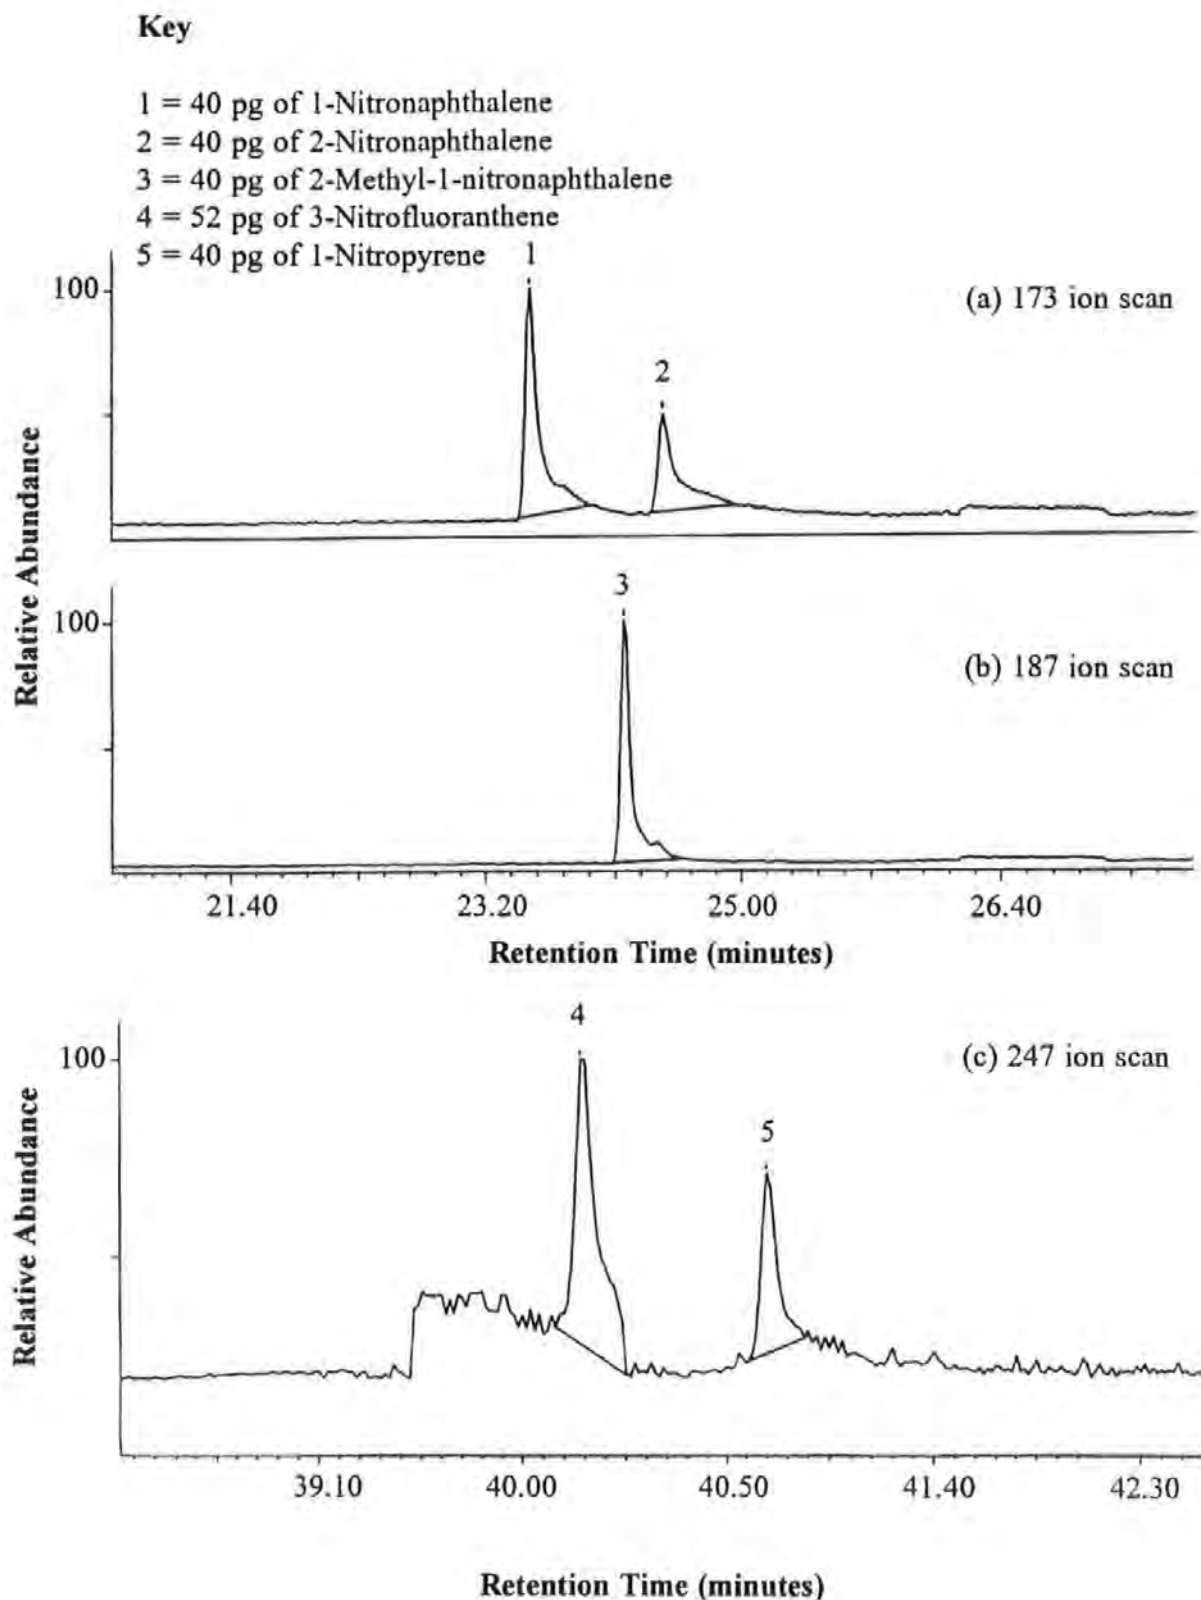 Key
1 = 40 pg of 1-Nitronaphthalene
2 = 40 pg of 2-Nitronaphthalene
3 = 40 pg of 2-Methyl-1-nitronaphthalene
4 = 52 pg of 3-Nitrofluoranthene
5 = 40 pg of 1-Nitropyrene
1
100
(a) 173 ion scan
2
Relative Abundance
3
100
(b) 187 ion scan
21.40 23.20 25.00 26.40
Retention Time (minutes)
4
100
(c) 247 ion scan
5
Relative Abundance
39.10 40.00 40.50 41.40 42.30
Retention Time (minutes)